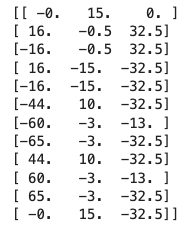 [[ -0.   15.    0. ]
[ 16.   -0.5  32.5]
[-16.   -0.5  32.5]
[ 16.  -15.  -32.5]
[-16.  -15.  -32.5]
[-44.   10.  -32.5]
[-60.   -3.  -13. ]
[-65.   -3.  -32.5]
[ 44.   10.  -32.5]
[ 60.   -3.  -13. ]
[ 65.   -3.  -32.5]
[ -0.   15.  -32.5]]